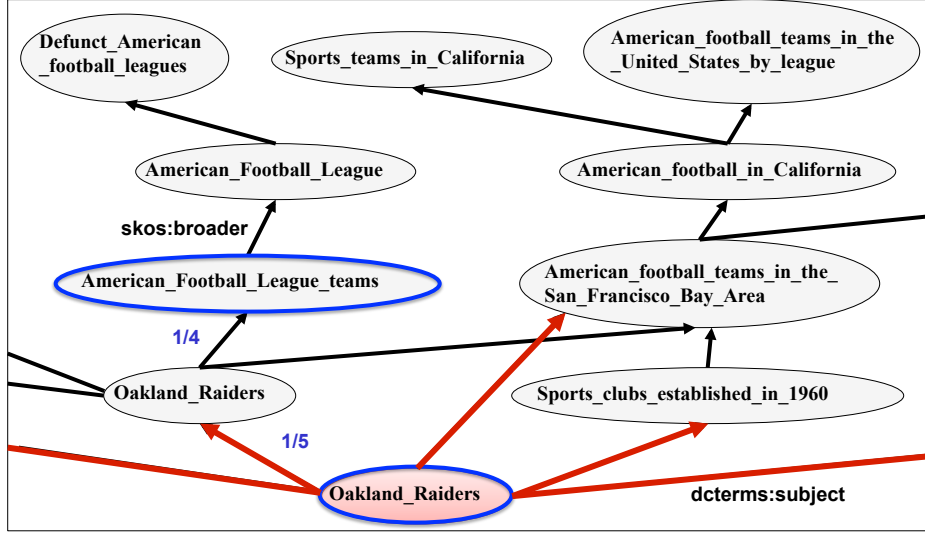 Defunct_American
_football_leagues
Sports_teams_in_California
American_football_teams_in_the
_United_States_by_league
American_Football_League
American_football_in_California
skos:broader
American_Football_League_teams
American_football_teams_in_the_
San_Francisco_Bay_Area
1/4
Oakland_Raiders
Sports_clubs_established_in_1960
1/5
Oakland_Raiders
dcterms:subject